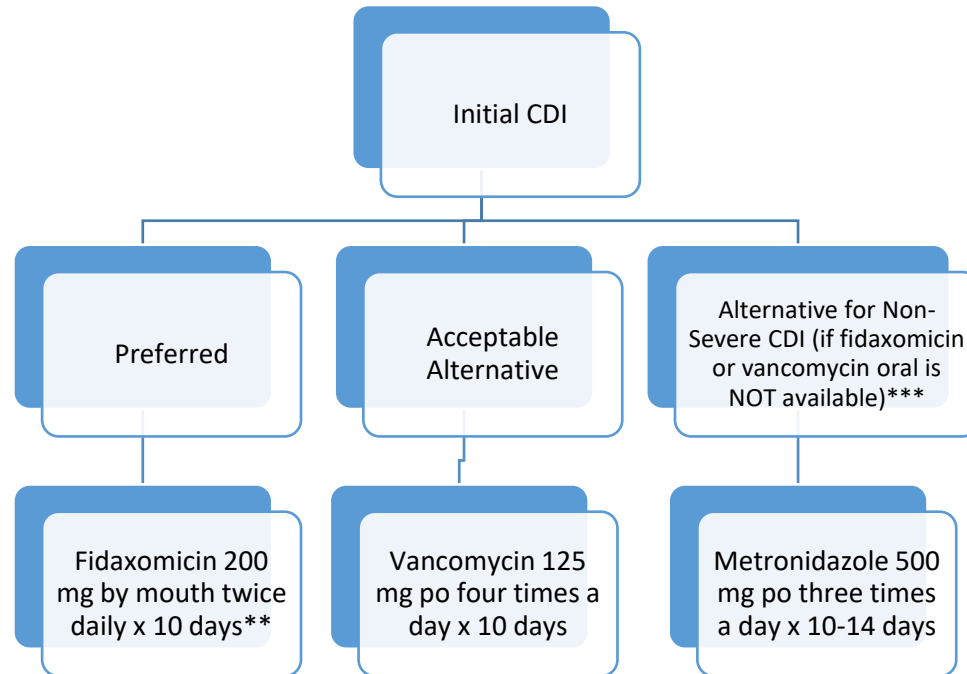 Initial CDI
Preferred
Acceptable
Alternative
Alternative for Non-
Severe CDI (if fidaxomicin
or vancomycin oral is
NOT available)***
Fidaxomicin 200
mg by mouth twice
daily x 10 days**
Vancomycin 125
mg po four times a
day x 10 days
Metronidazole 500
mg po three times
a day x 10-14 days